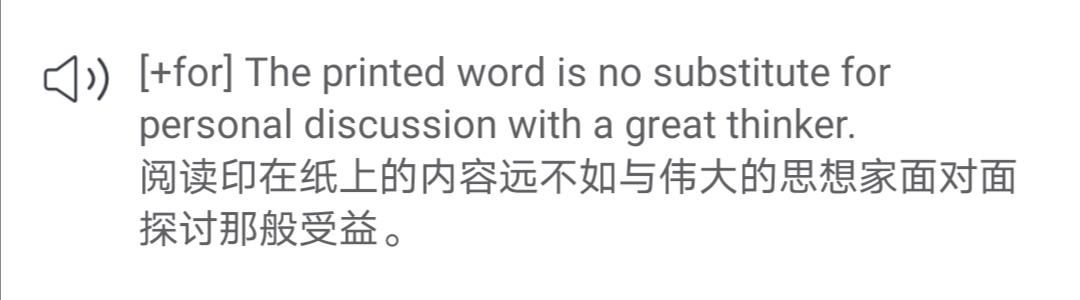 [+for] The printed word is no substitute for
personal discussion with a great thinker.
阅读印在纸上的内容远不如与伟大的思想家面对面
探讨那般受益。